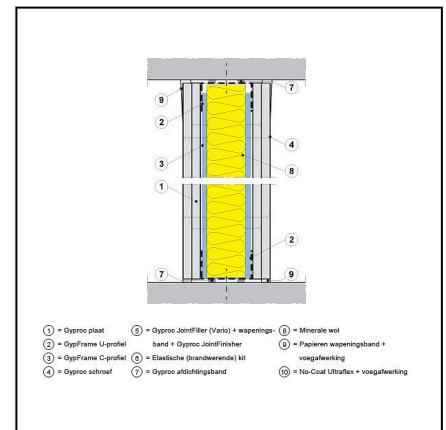 7
9
2
4
3
8
1
2
7
9
1 = Gyproc plaat
2 = GypFrame U-profiel
3 = GypFrame C-profiel
4 = Gyproc schroef
5 = Gyproc JointFiller (Vario) + wapenings-
band + Gyproc JointFinisher
6 = Elastische (brandwerende) kit
7 = Gyproc afdichtingsband
8 = Minerale wol
9 = Papieren wapeningsband +
voegafwerking
10 = No-Coat Ultraflex + voegafwerking